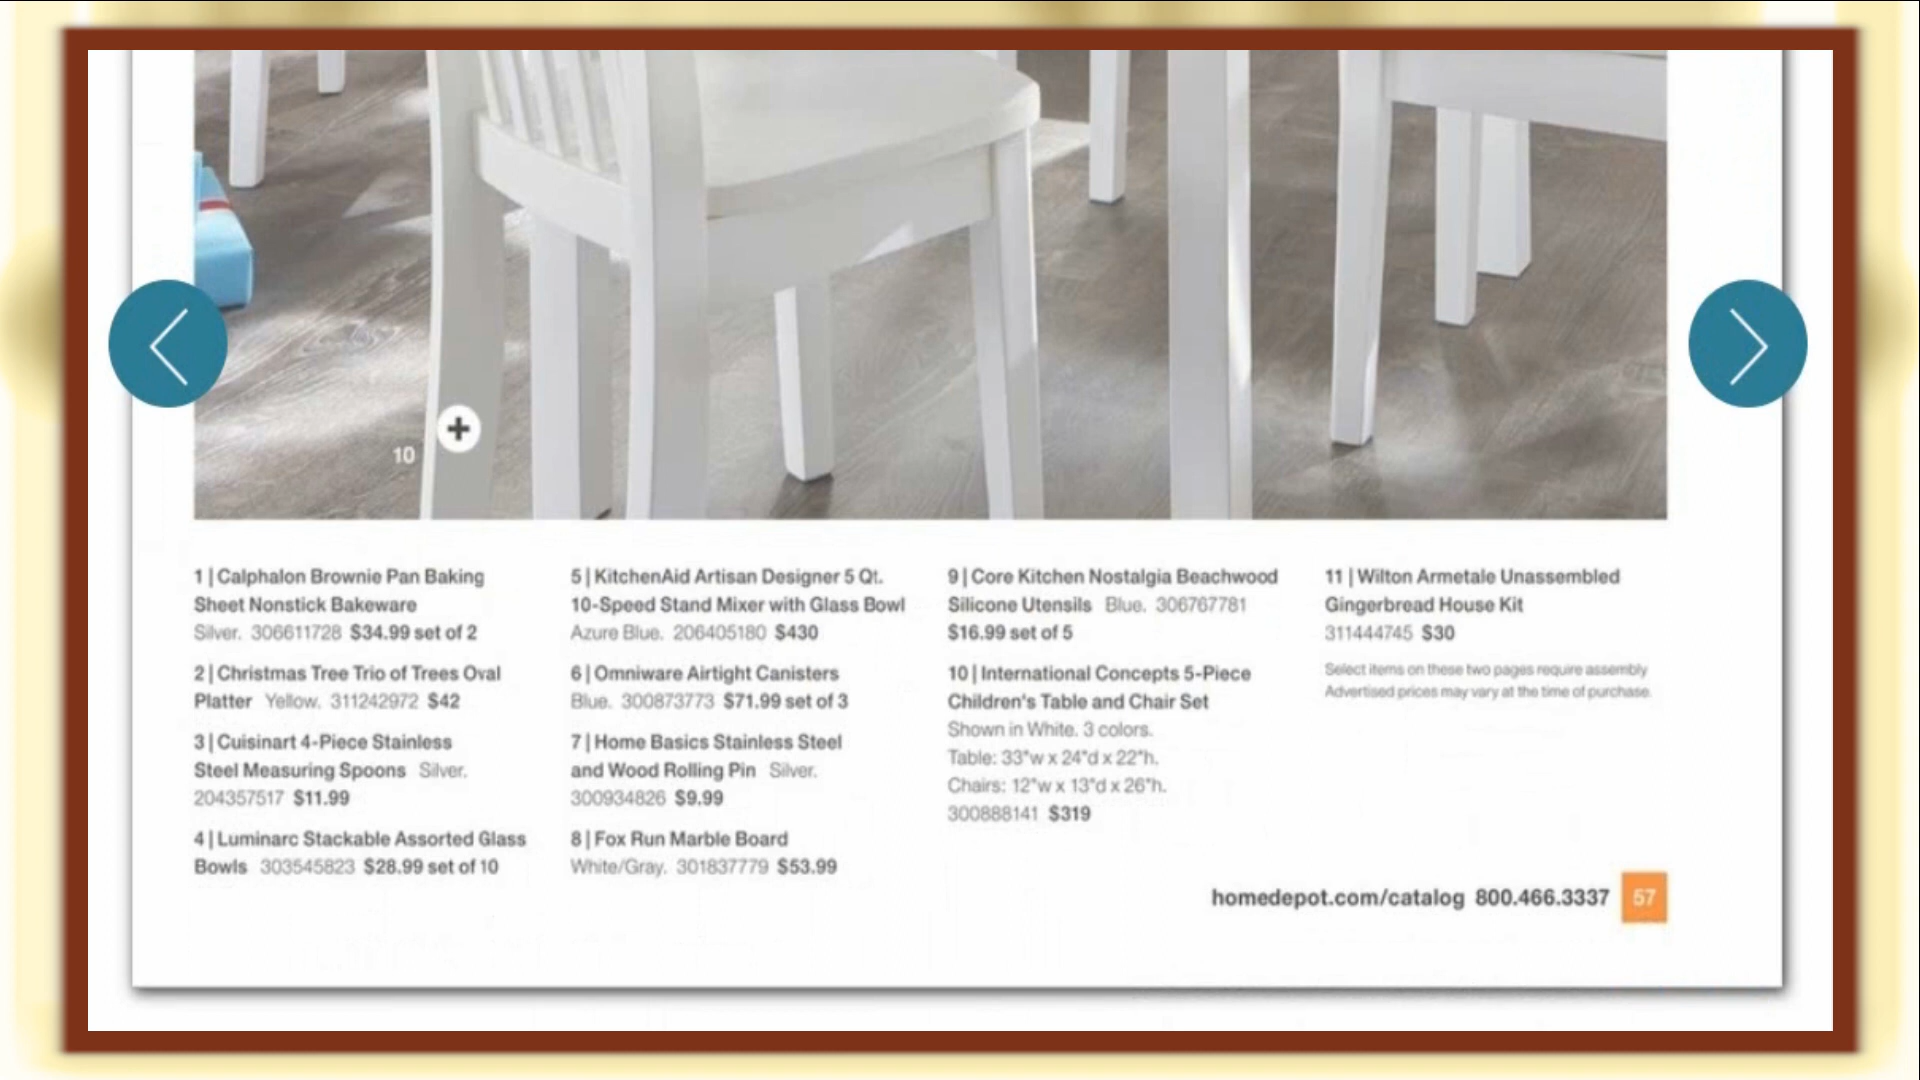 10
1 | Calphalon Brownie Pan Baking
Sheet Nonstick Bakeware
Silver. 306611728 $34.99 set of 2
2 | Christmas Tree Trio of Trees Oval
Platter Yellow. 311242972 $42
3 | Cuisinart 4-Piece Stainless
Steel Measuring Spoons Silver.
204357517 $11.99
4 | Luminarc Stackable Assorted Glass
Bowls 303545823 $28.99 set of 10
5 | KitchenAid Artisan Designer 5 Qt.
10-Speed Stand Mixer with Glass Bowl
Azure Blue. 206405180 $430
6 | Omniware Airtight Canisters
Blue. 300873773 $71.99 set of 3
7 | Home Basics Stainless Steel
and Wood Rolling Pin Silver.
300934826 $9.99
8 | Fox Run Marble Board
White/Gray. 301837779 $53.99
9 | Core Kitchen Nostalgia Beachwood
Silicone Utensils Blue. 306767781
$16.99 set of 5
10 | International Concepts 5-Piece
Children's Table and Chair Set
Shown in White. 3 colors.
Table: 33"w x 24"d x 22"h.
Chairs: 12"w x 13"d x 26"h.
300888141 $319
11 | Wilton Armetale Unassembled
Gingerbread House Kit
311444745 $30
Select items on these two pages require assembly
Advertised prices may vary at the time of purchase.
homedepot.com/catalog 800.466.3337 57